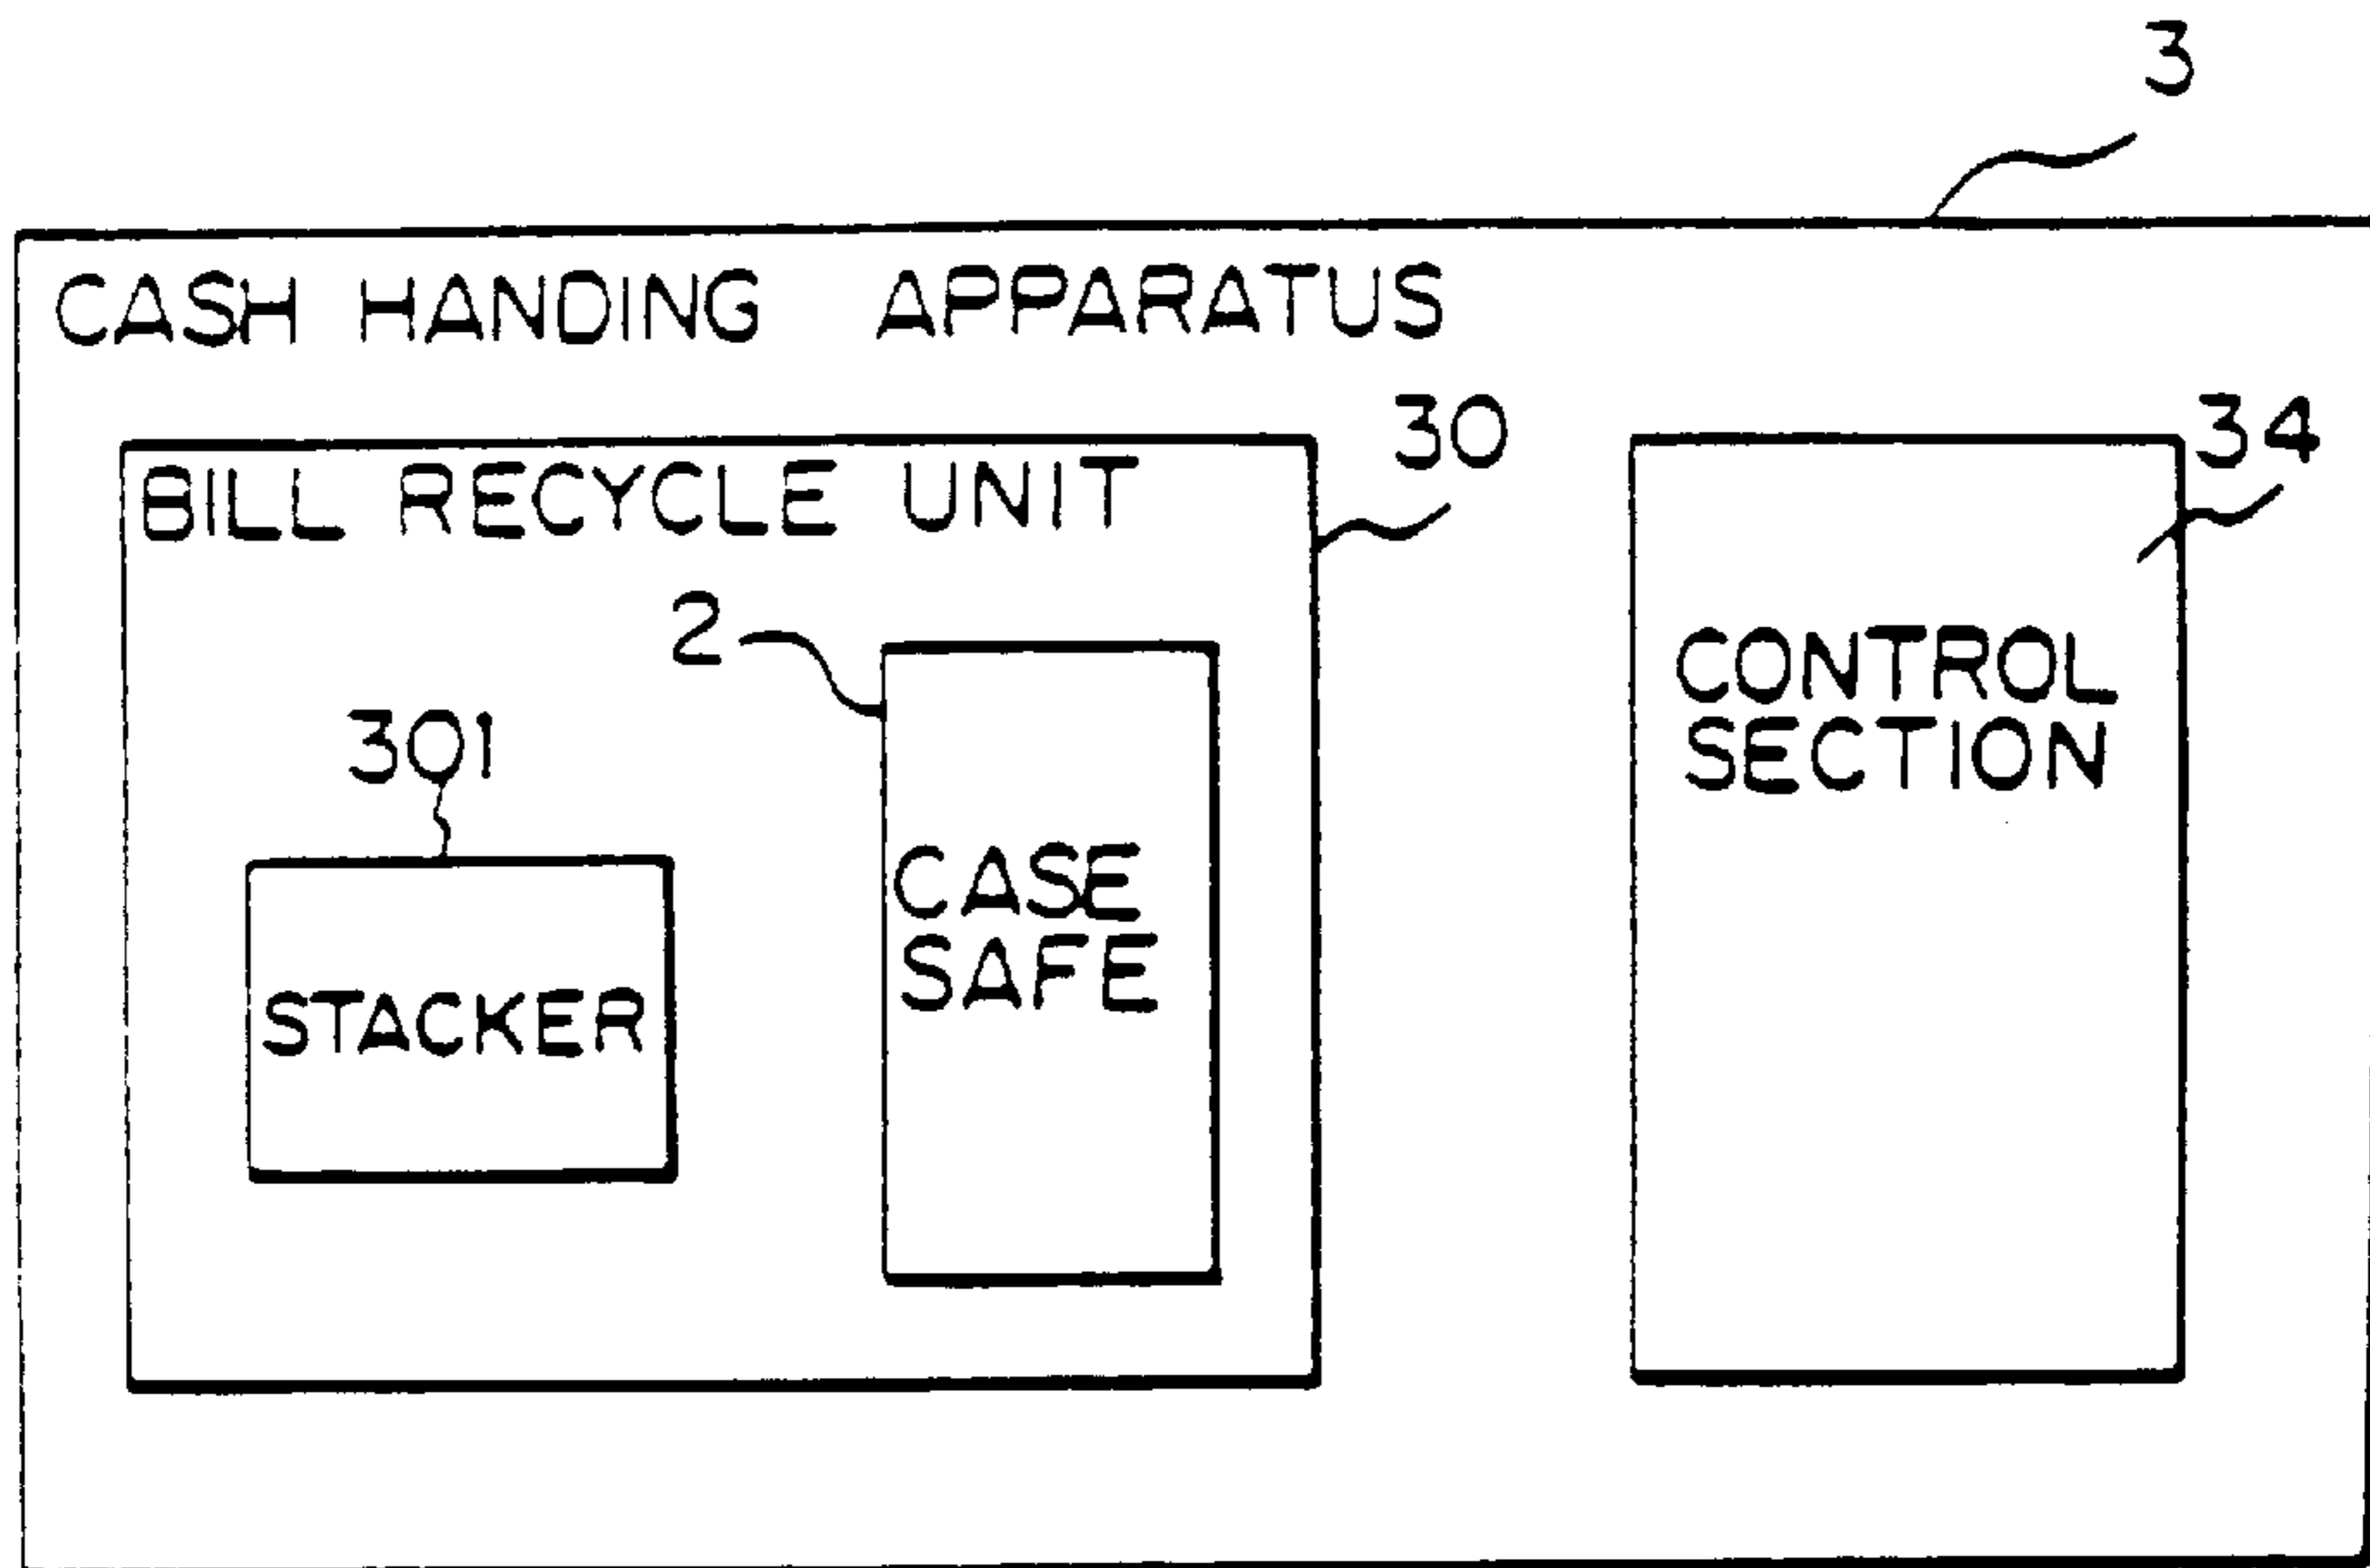 3
CASH HANDING APPARATUS
30
34
BILL RECYCLE UNIT
2
CONTROL
SECTION
301
CASE
SAFE
STACKER